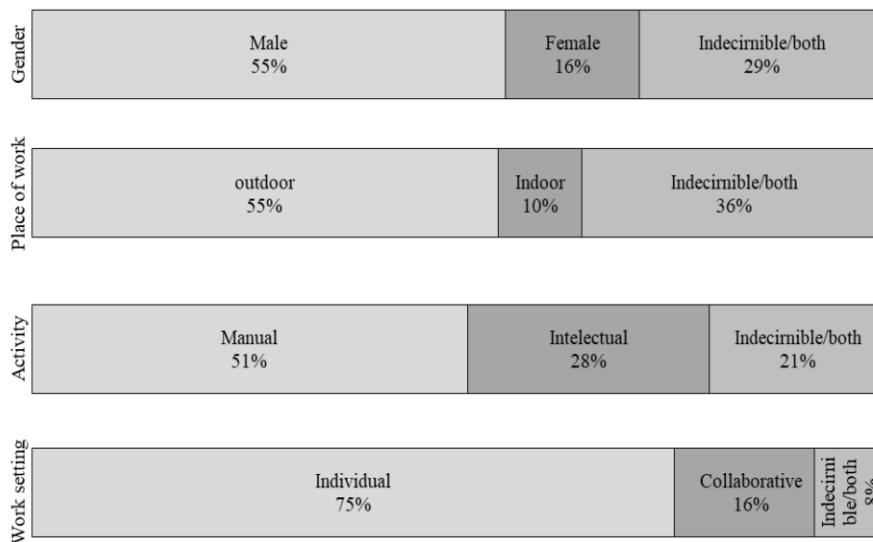 Gender
Male
55%
Female
16%
Indecirnible/both
29%
Place of work
outdoor
55%
Indoor
10%
Indecirnible/both
36%
Activity
Manual
51%
Intelectual
28%
Indecirnible/both
21%
Work setting
Individual
75%
Collaborative
16%
Indecirni
ble/both
8%